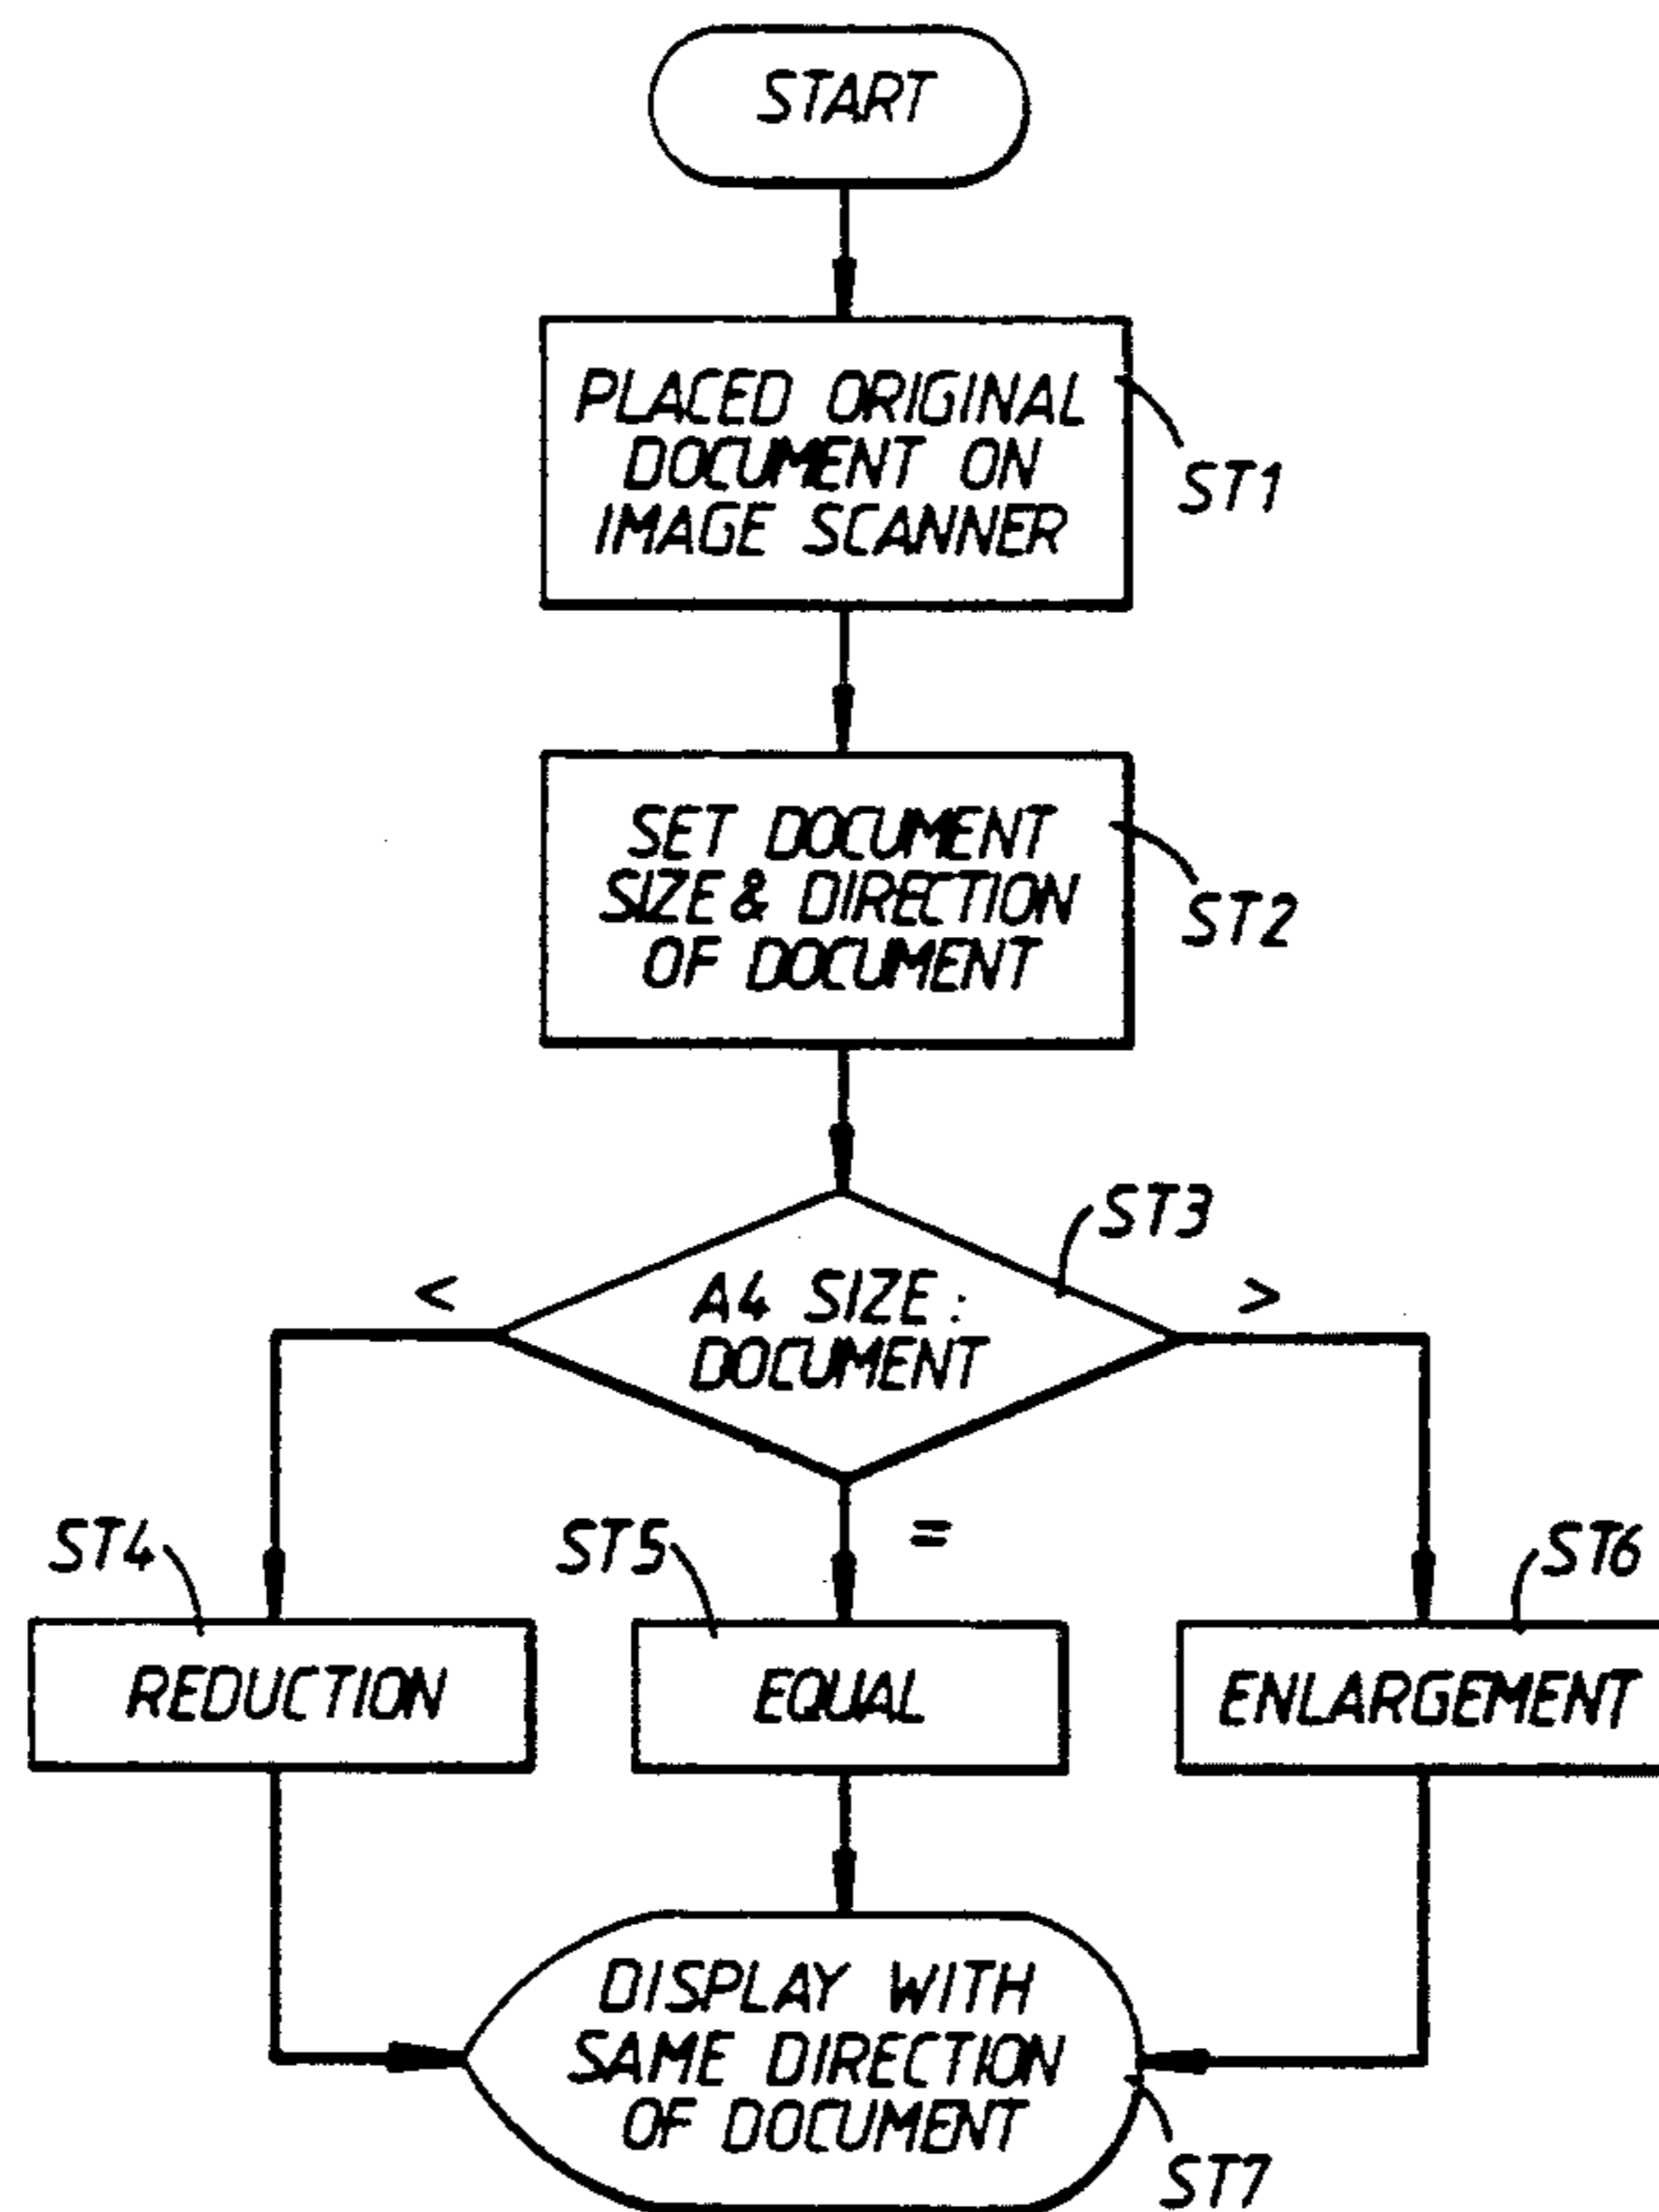 START
PLACED ORIGINAL
DOCUMENT ON
IMAGE SCANNER
ST1
SET DOCUMENT
SIZE & DIRECTION
OF DOCUMENT
ST2
ST3
<
A4 SIZE :
DOCUMENT
>
ST4
ST5
=
ST6
REDUCTION
EQUAL
ENLARGEMENT
DISPLAY WITH
SAME DIRECTION
OF DOCUMENT
ST7